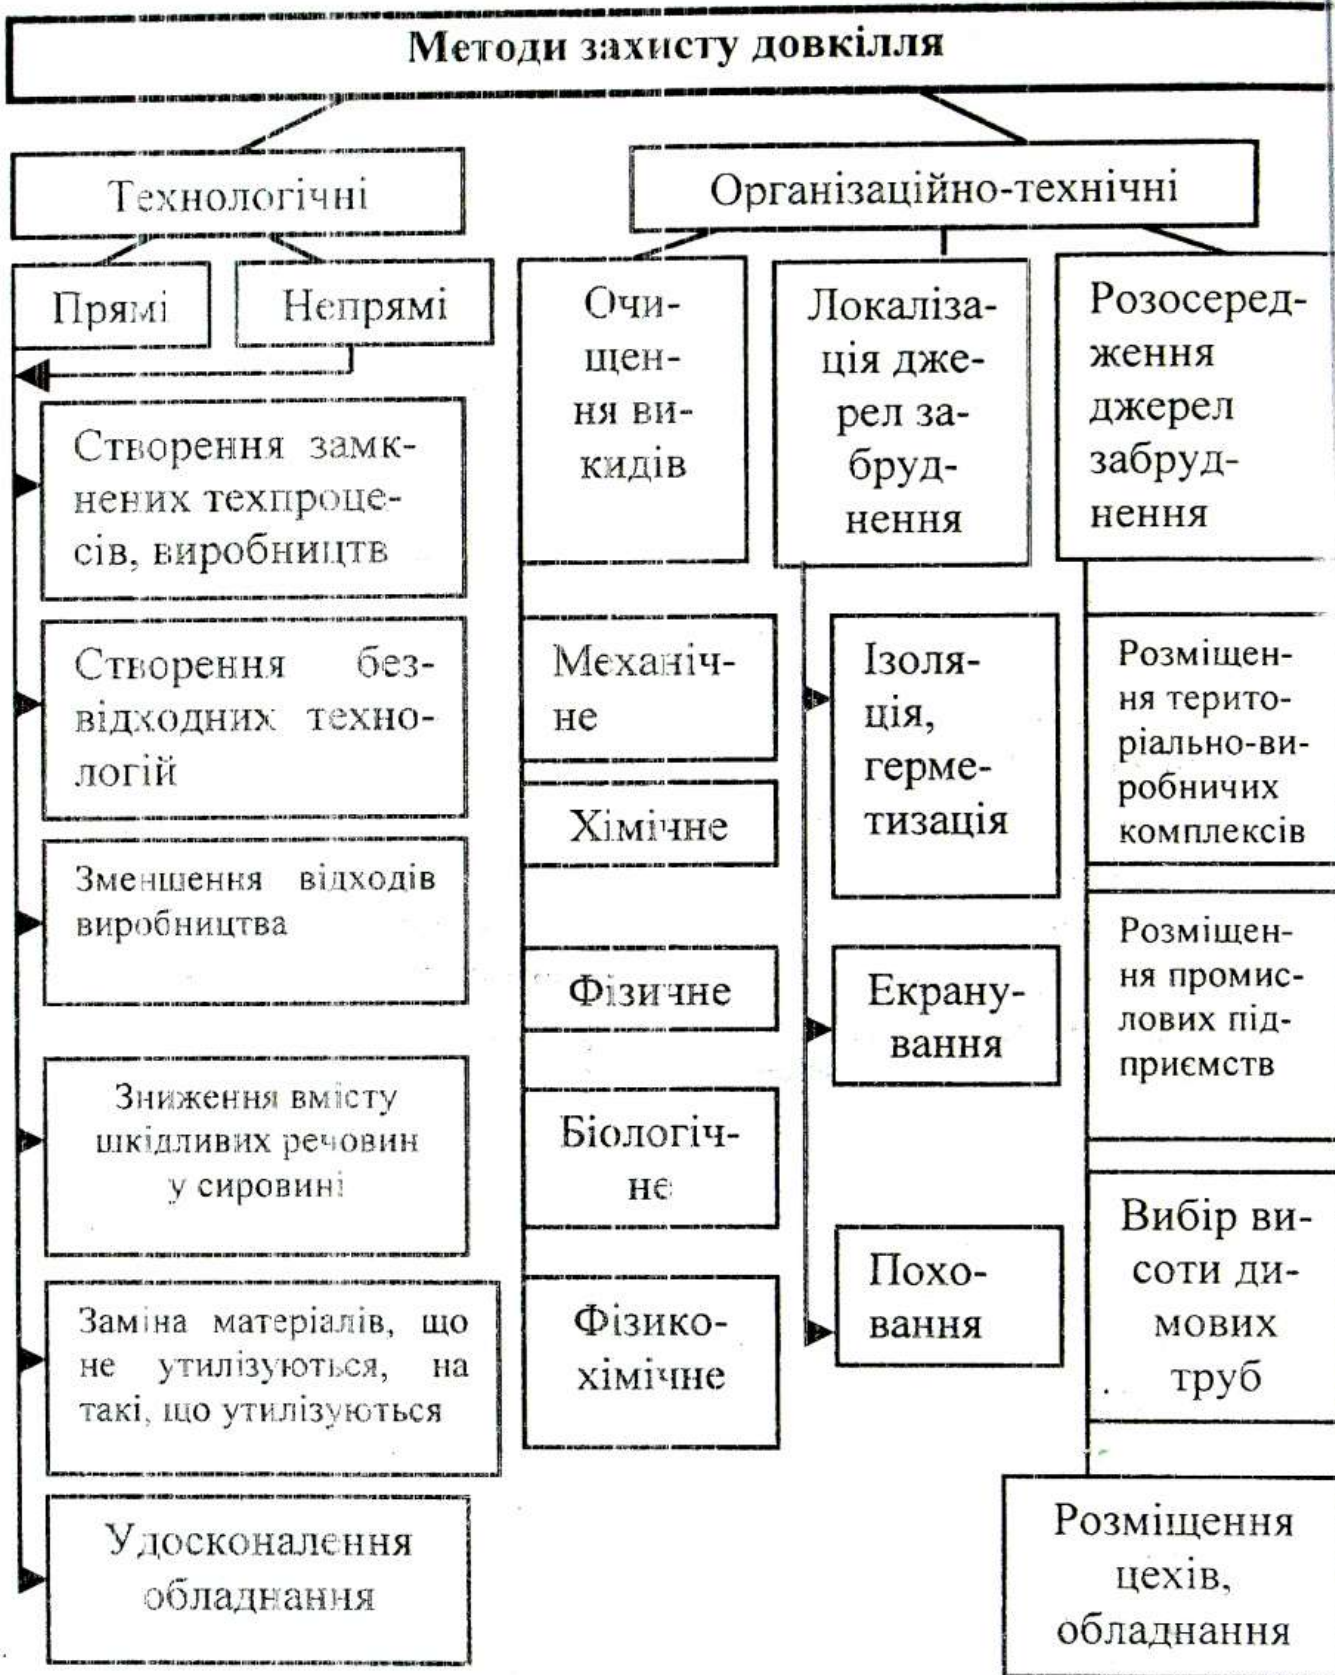 Методи захисту довкілля
Технологічні
Організаційно-технічні
Прямі
Непрямі
Створення замк-
нених техпроце-
сів, виробництв
Створення без-
відходних техно-
логій
Зменшення відходів
виробництва
Зниження вмісту
шкідливих речовин
у сировині
Заміна матеріалів, що
не утилізуються, на
такі, що утилізуються
Удосконалення
обладнання
Очи-
щен-
ня ви-
кидів
Механіч-
не
Хімічне
Фізичне
Біологіч-
не
Фізико-
хімічне
Локаліза-
ція дже-
рел за-
бруд-
нення
Ізоля-
ція,
герме-
тизація
Екрану-
вання
Похо-
вання
Розосеред-
ження
джерел
забруд-
нення
Розміщен-
ня терито-
ріально-ви-
робничих
комплексів
Розміщен-
ня промис-
лових під-
приємств
Вибір ви-
соти ди-
мових
труб
Розміщення
цехів,
обладнання